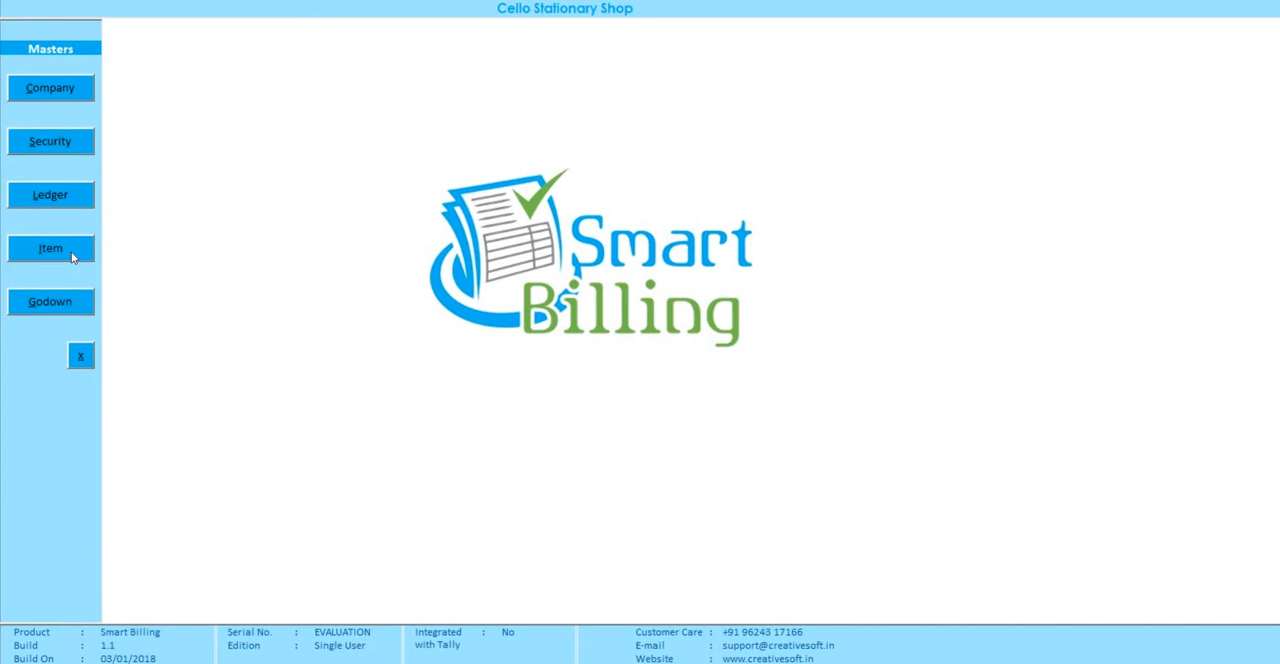 Cello Stationary Shop
Masters
Company
Security
Ledger
Item
Godown
x
Smart
Billing
Product : Smart Billing
Build : 1.1
Build On : 03/01/2018
Serial No. : EVALUATION
Edition : Single User
Integrated : No
with Tally
Customer Care : +91 96243 17166
E-mail : support@creativesoft.in
Website : www.creativesoft.in